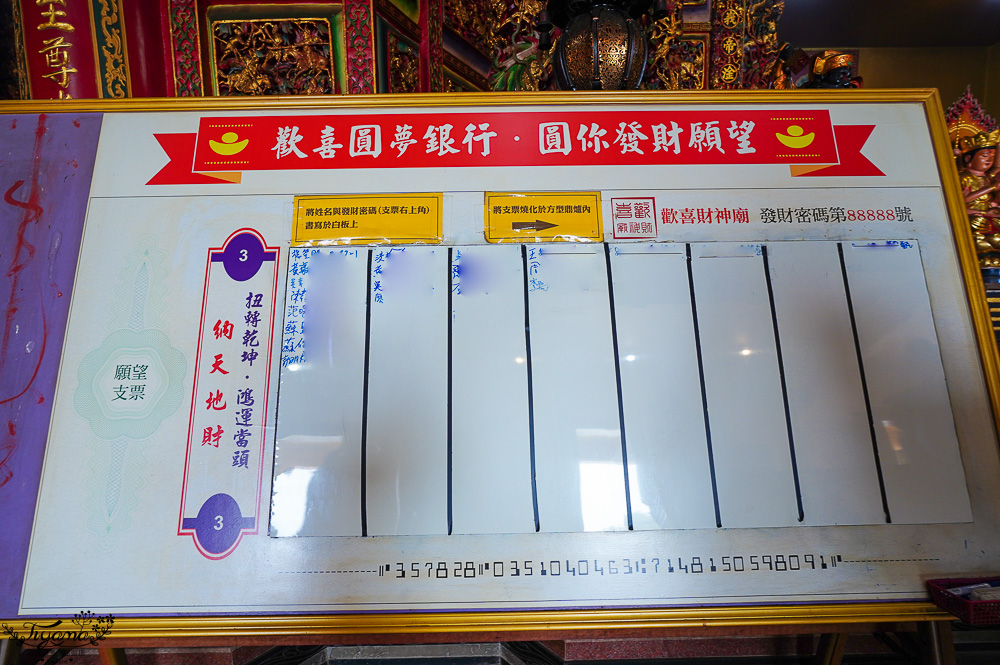 至尊
歡喜圓夢銀行・圓你發財願望
將姓名與發財密碼(支票右上角)
書寫於白板上
將支票燒化於方型鼎爐內
歡喜財神廟
歡喜財神廟 發財密碼第88888號
3
扭轉乾坤・鴻運當頭
納天地財
3
願望
支票
⑈357828⑈0351040463⑆7148150598091⑈
Tiyama